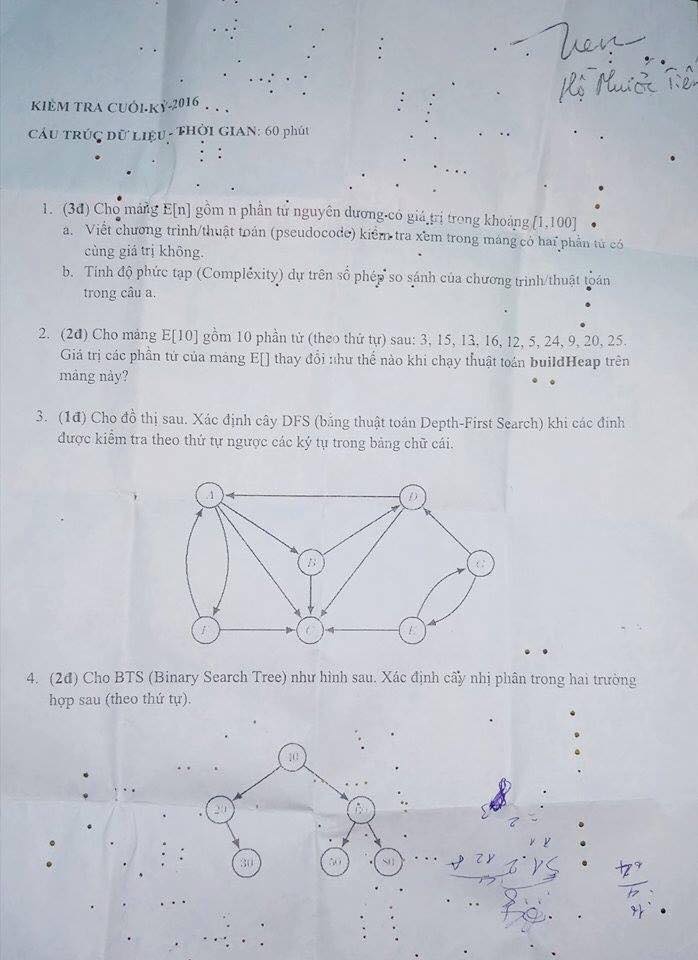 Hồ Phước Tiên
KIỂM TRA CUỐI KỲ-2016
CẤU TRÚC DỮ LIỆU - THỜI GIAN: 60 phút
1. (3đ) Cho mảng E[n] gồm n phần tử nguyên dương có giá trị trong khoảng [1,100]
a. Viết chương trình/thuật toán (pseudocode) kiểm tra xem trong mảng có hai phần tử có
cùng giá trị không.
b. Tính độ phức tạp (Complexity) dự trên số phép so sánh của chương trình/thuật toán
trong câu a.
2. (2đ) Cho mảng E[10] gồm 10 phần tử (theo thứ tự) sau: 3, 15, 13, 16, 12, 5, 24, 9, 20, 25.
Giá trị các phần tử của mảng E[] thay đổi như thế nào khi chạy thuật toán buildHeap trên
mảng này?
3. (1đ) Cho đồ thị sau. Xác định cây DFS (bằng thuật toán Depth-First Search) khi các đỉnh
được kiểm tra theo thứ tự ngược các ký tự trong bảng chữ cái.
A D
B G
F C E
4. (2đ) Cho BTS (Binary Search Tree) như hình sau. Xác định cây nhị phân trong hai trường
hợp sau (theo thứ tự).
40
20
30 50 80